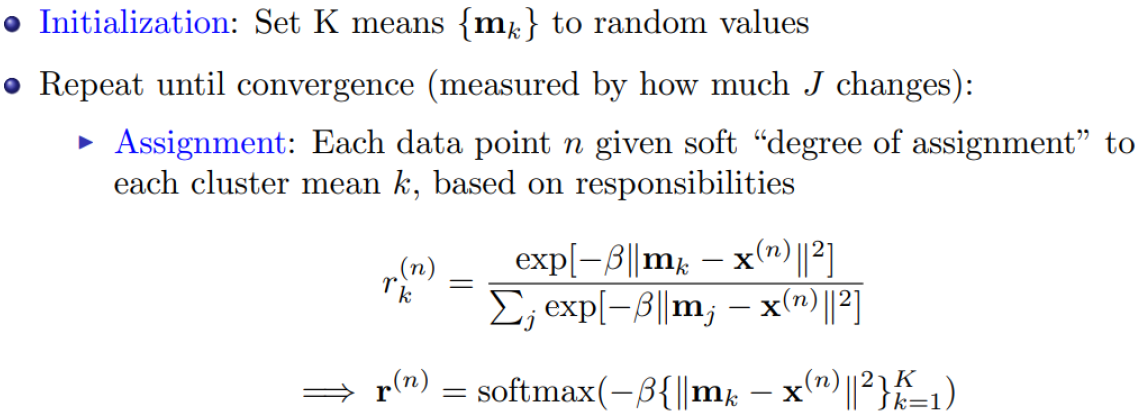 • Initialization: Set K means {m_k} to random values
• Repeat until convergence (measured by how much J changes):
▶ Assignment: Each data point n given soft “degree of assignment” to
each cluster mean k, based on responsibilities
r_k^{(n)} = \frac{\exp[-β‖m_k − x^{(n)}‖^2]}{\sum_j \exp[-β‖m_j − x^{(n)}‖^2]}
⟹ r^{(n)} = softmax(−β{‖m_k − x^{(n)}‖^2}_{k=1}^K)